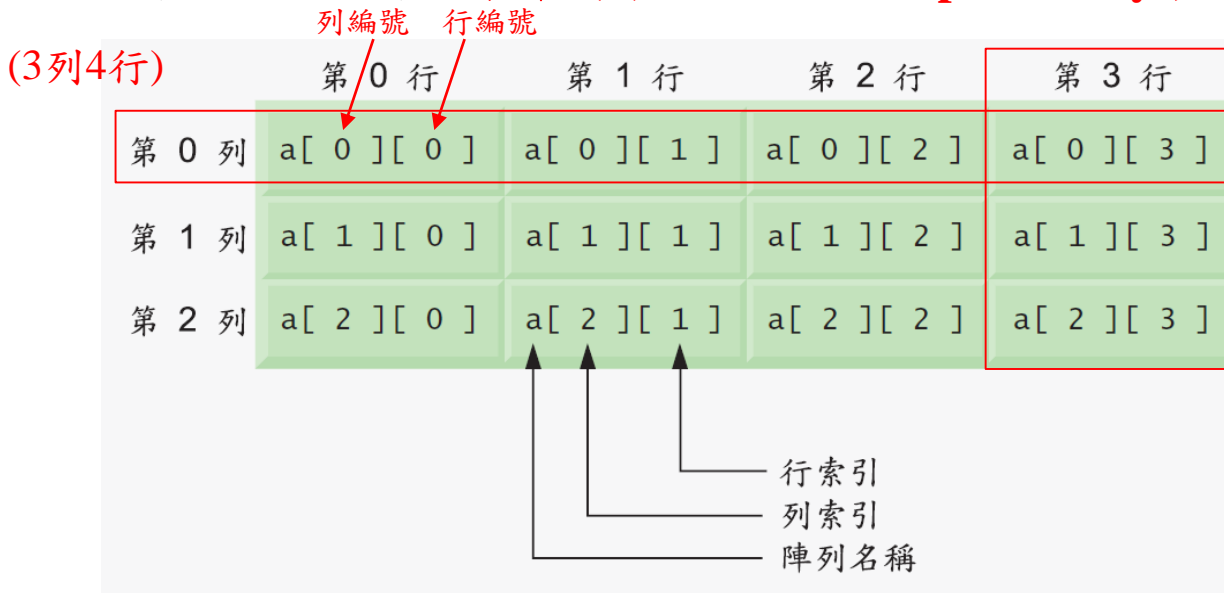 列編號 行編號
(3列4行)
第 0 行 第 1 行 第 2 行 第 3 行
第 0 列 a[ 0 ][ 0 ] a[ 0 ][ 1 ] a[ 0 ][ 2 ] a[ 0 ][ 3 ]
第 1 列 a[ 1 ][ 0 ] a[ 1 ][ 1 ] a[ 1 ][ 2 ] a[ 1 ][ 3 ]
第 2 列 a[ 2 ][ 0 ] a[ 2 ][ 1 ] a[ 2 ][ 2 ] a[ 2 ][ 3 ]
行索引
列索引
陣列名稱